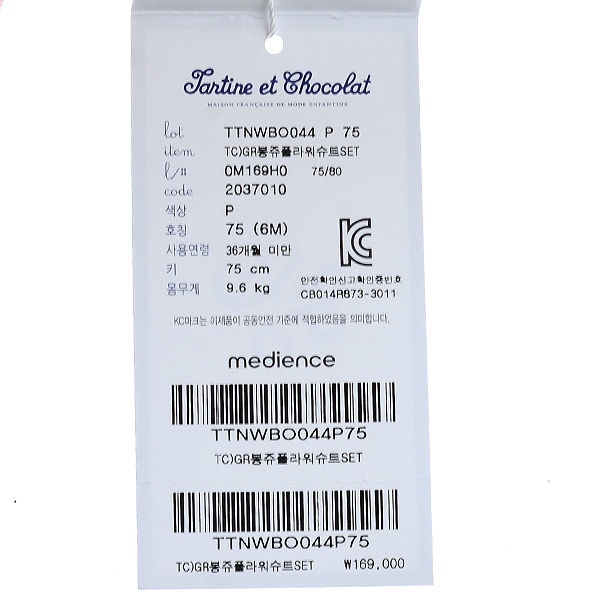 Tartine et Chocolat
MAISON FRANÇAISE DE MODE ENFANTINE
lot TTNWBO044 P 75
item TC)GR봉쥬플라워슈트SET
l/# 0M169H0 75/80
code 2037010
색상 P
호칭 75 (6M)
사용연령 36개월 미만
키 75 cm
몸무게 9.6 kg
안전확인신고확인증번호
CB014R873-3011
KC마크는 이제품이 공동안전 기준에 적합하였음을 의미합니다.
medience
TTNWBO044P75
TC)GR봉쥬플라워슈트SET
TTNWBO044P75
TC)GR봉쥬플라워슈트SET ₩169,000